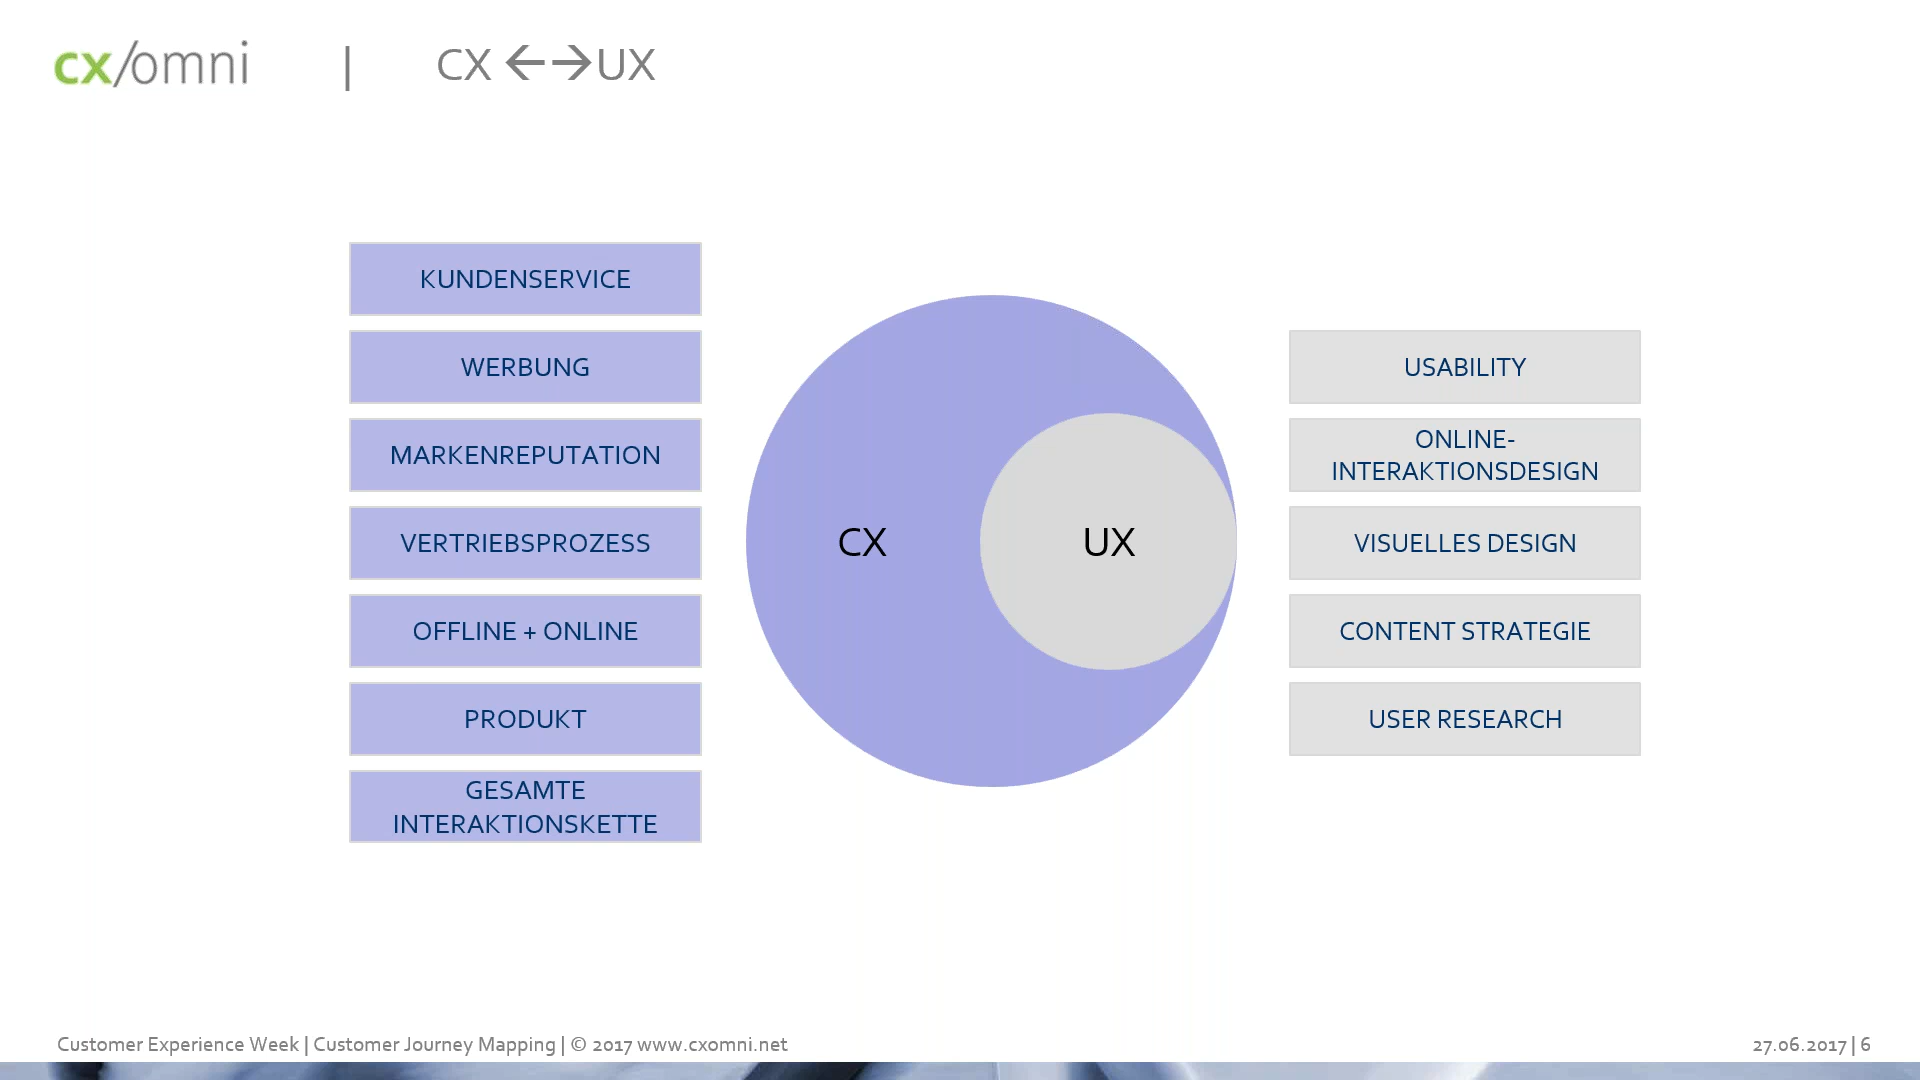 cx/omni | CX ←→UX
KUNDENSERVICE
WERBUNG
MARKENREPUTATION
VERTRIEBSPROZESS
OFFLINE + ONLINE
PRODUKT
GESAMTE
INTERAKTIONSKETTE
CX
UX
USABILITY
ONLINE-
INTERAKTIONSDESIGN
VISUELLES DESIGN
CONTENT STRATEGIE
USER RESEARCH
Customer Experience Week | Customer Journey Mapping | © 2017 www.cxomni.net
27.06.2017 | 6